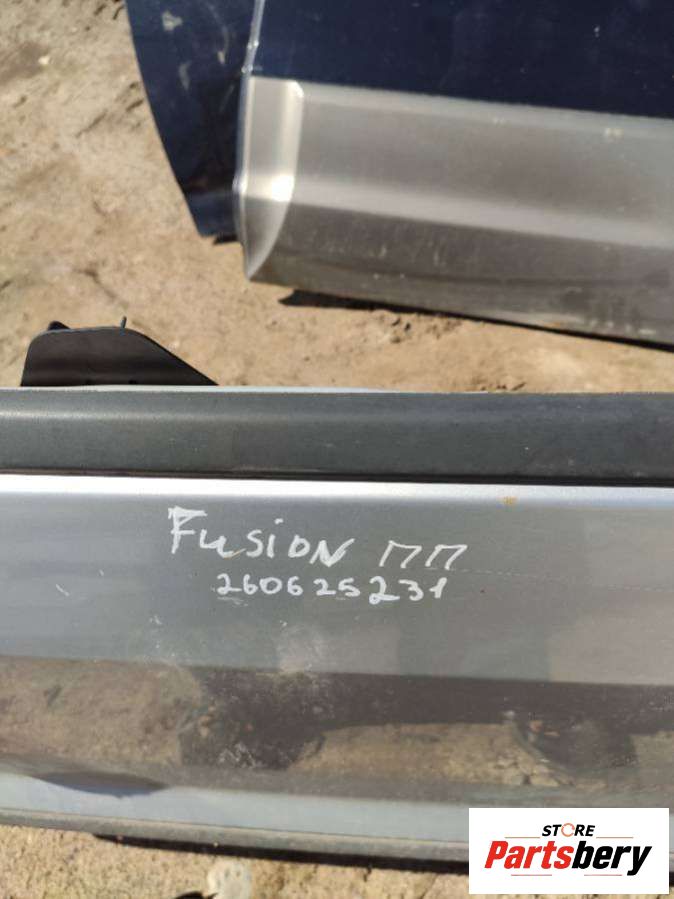 Fusion ПП
260625231
STORE
Partsbery